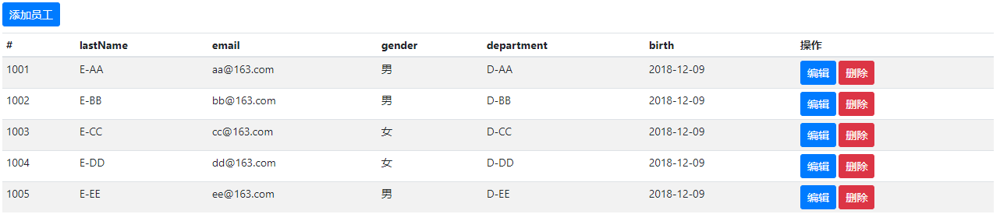 添加员工
# lastName email gender department birth 操作
1001 E-AA aa@163.com 男 D-AA 2018-12-09 编辑 删除
1002 E-BB bb@163.com 男 D-BB 2018-12-09 编辑 删除
1003 E-CC cc@163.com 女 D-CC 2018-12-09 编辑 删除
1004 E-DD dd@163.com 女 D-DD 2018-12-09 编辑 删除
1005 E-EE ee@163.com 男 D-EE 2018-12-09 编辑 删除